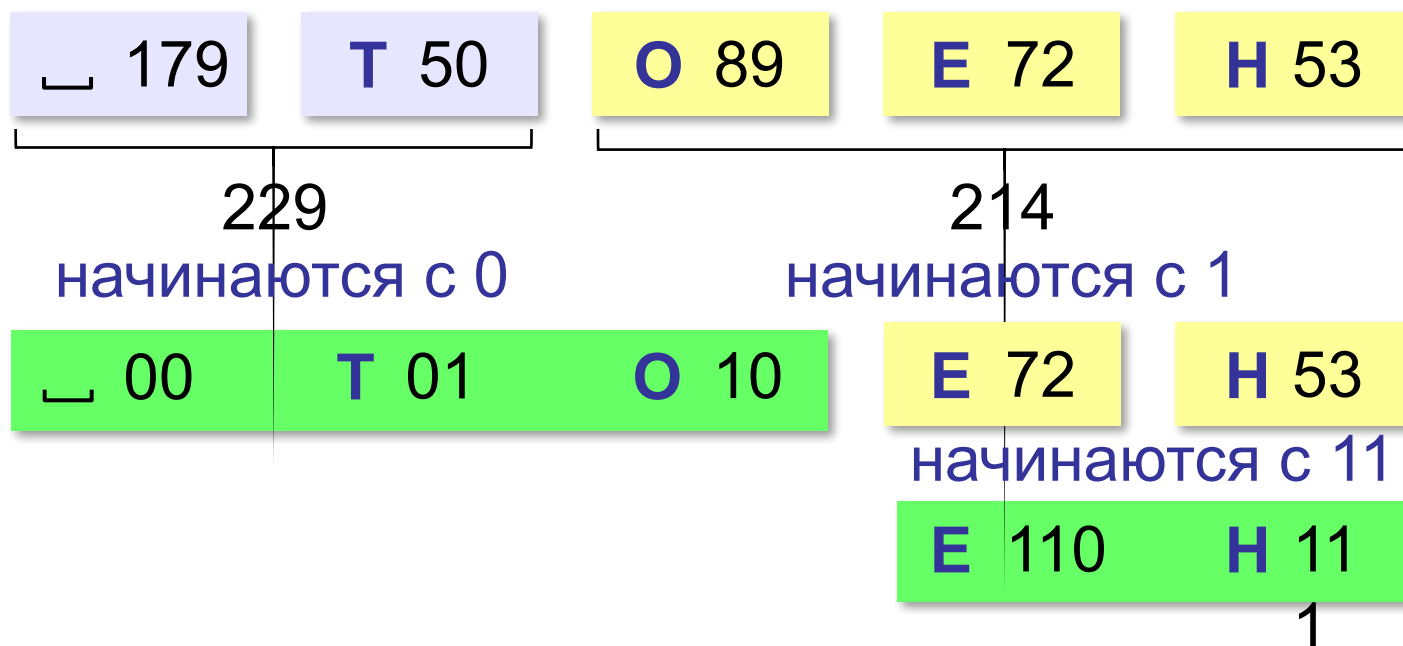 ␣ 179 Т 50 О 89 Е 72 Н 53
229 214
начинаются с 0 начинаются с 1
␣ 00 Т 01 О 10 Е 72 Н 53
начинаются с 11
Е 110 Н 11
1